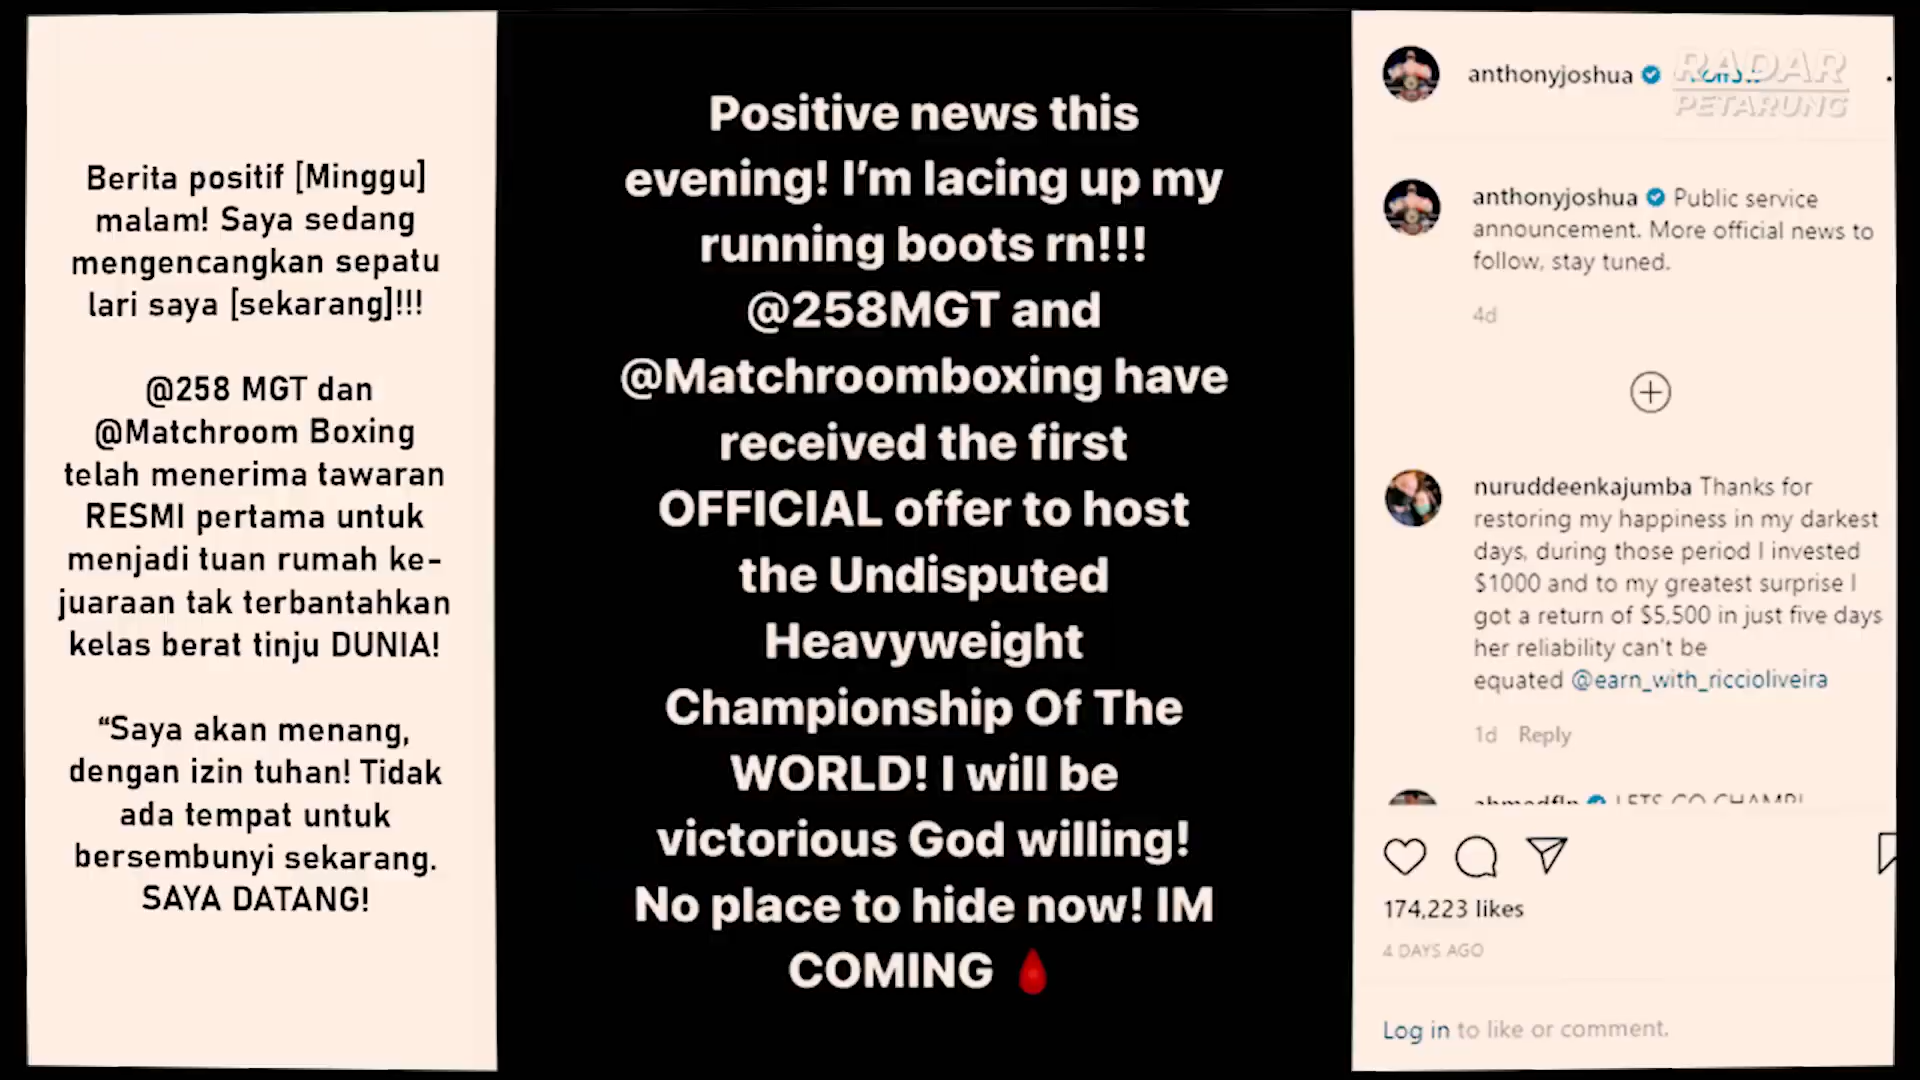 Berita positif [Minggu]
malam! Saya sedang
mengencangkan sepatu
lari saya [sekarang]!!!
@258 MGT dan
@Matchroom Boxing
telah menerima tawaran
RESMI pertama untuk
menjadi tuan rumah ke-
juaraan tak terbantahkan
kelas berat tinju DUNIA!
“Saya akan menang,
dengan izin tuhan! Tidak
ada tempat untuk
bersembunyi sekarang.
SAYA DATANG!
Positive news this
evening! I’m lacing up my
running boots rn!!!
@258MGT and
@Matchroomboxing have
received the first
OFFICIAL offer to host
the Undisputed
Heavyweight
Championship Of The
WORLD! I will be
victorious God willing!
No place to hide now! IM
COMING 🩸
anthonyjoshua
RADAR
PETARUNG
anthonyjoshua Public service
announcement. More official news to
follow, stay tuned.
4d
nuruddeenkajumba Thanks for
restoring my happiness in my darkest
days, during those period I invested
$1000 and to my greatest surprise I
got a return of $5,500 in just five days
her reliability can't be
equated @earn_with_riccioliveira
1d Reply
LETS GO CHAMP!
174,223 likes
4 DAYS AGO
Log in to like or comment.